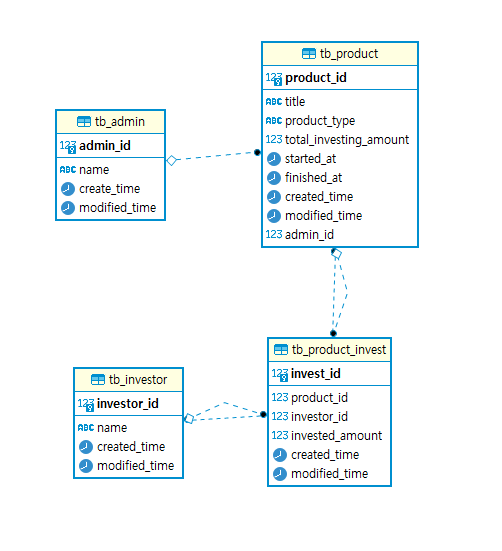 tb_product
123 product_id
ABC title
ABC product_type
123 total_investing_amount
started_at
finished_at
created_time
modified_time
123 admin_id
tb_admin
123 admin_id
ABC name
create_time
modified_time
tb_product_invest
123 invest_id
123 product_id
123 investor_id
123 invested_amount
created_time
modified_time
tb_investor
123 investor_id
ABC name
created_time
modified_time